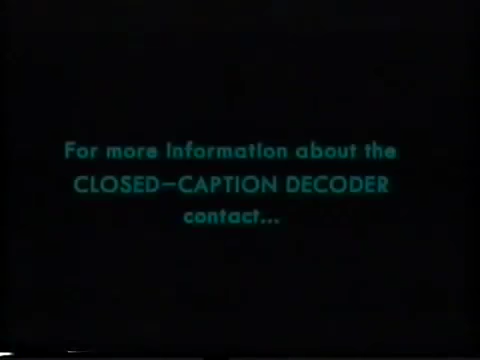 For more information about the
CLOSED-CAPTION DECODER
contact...